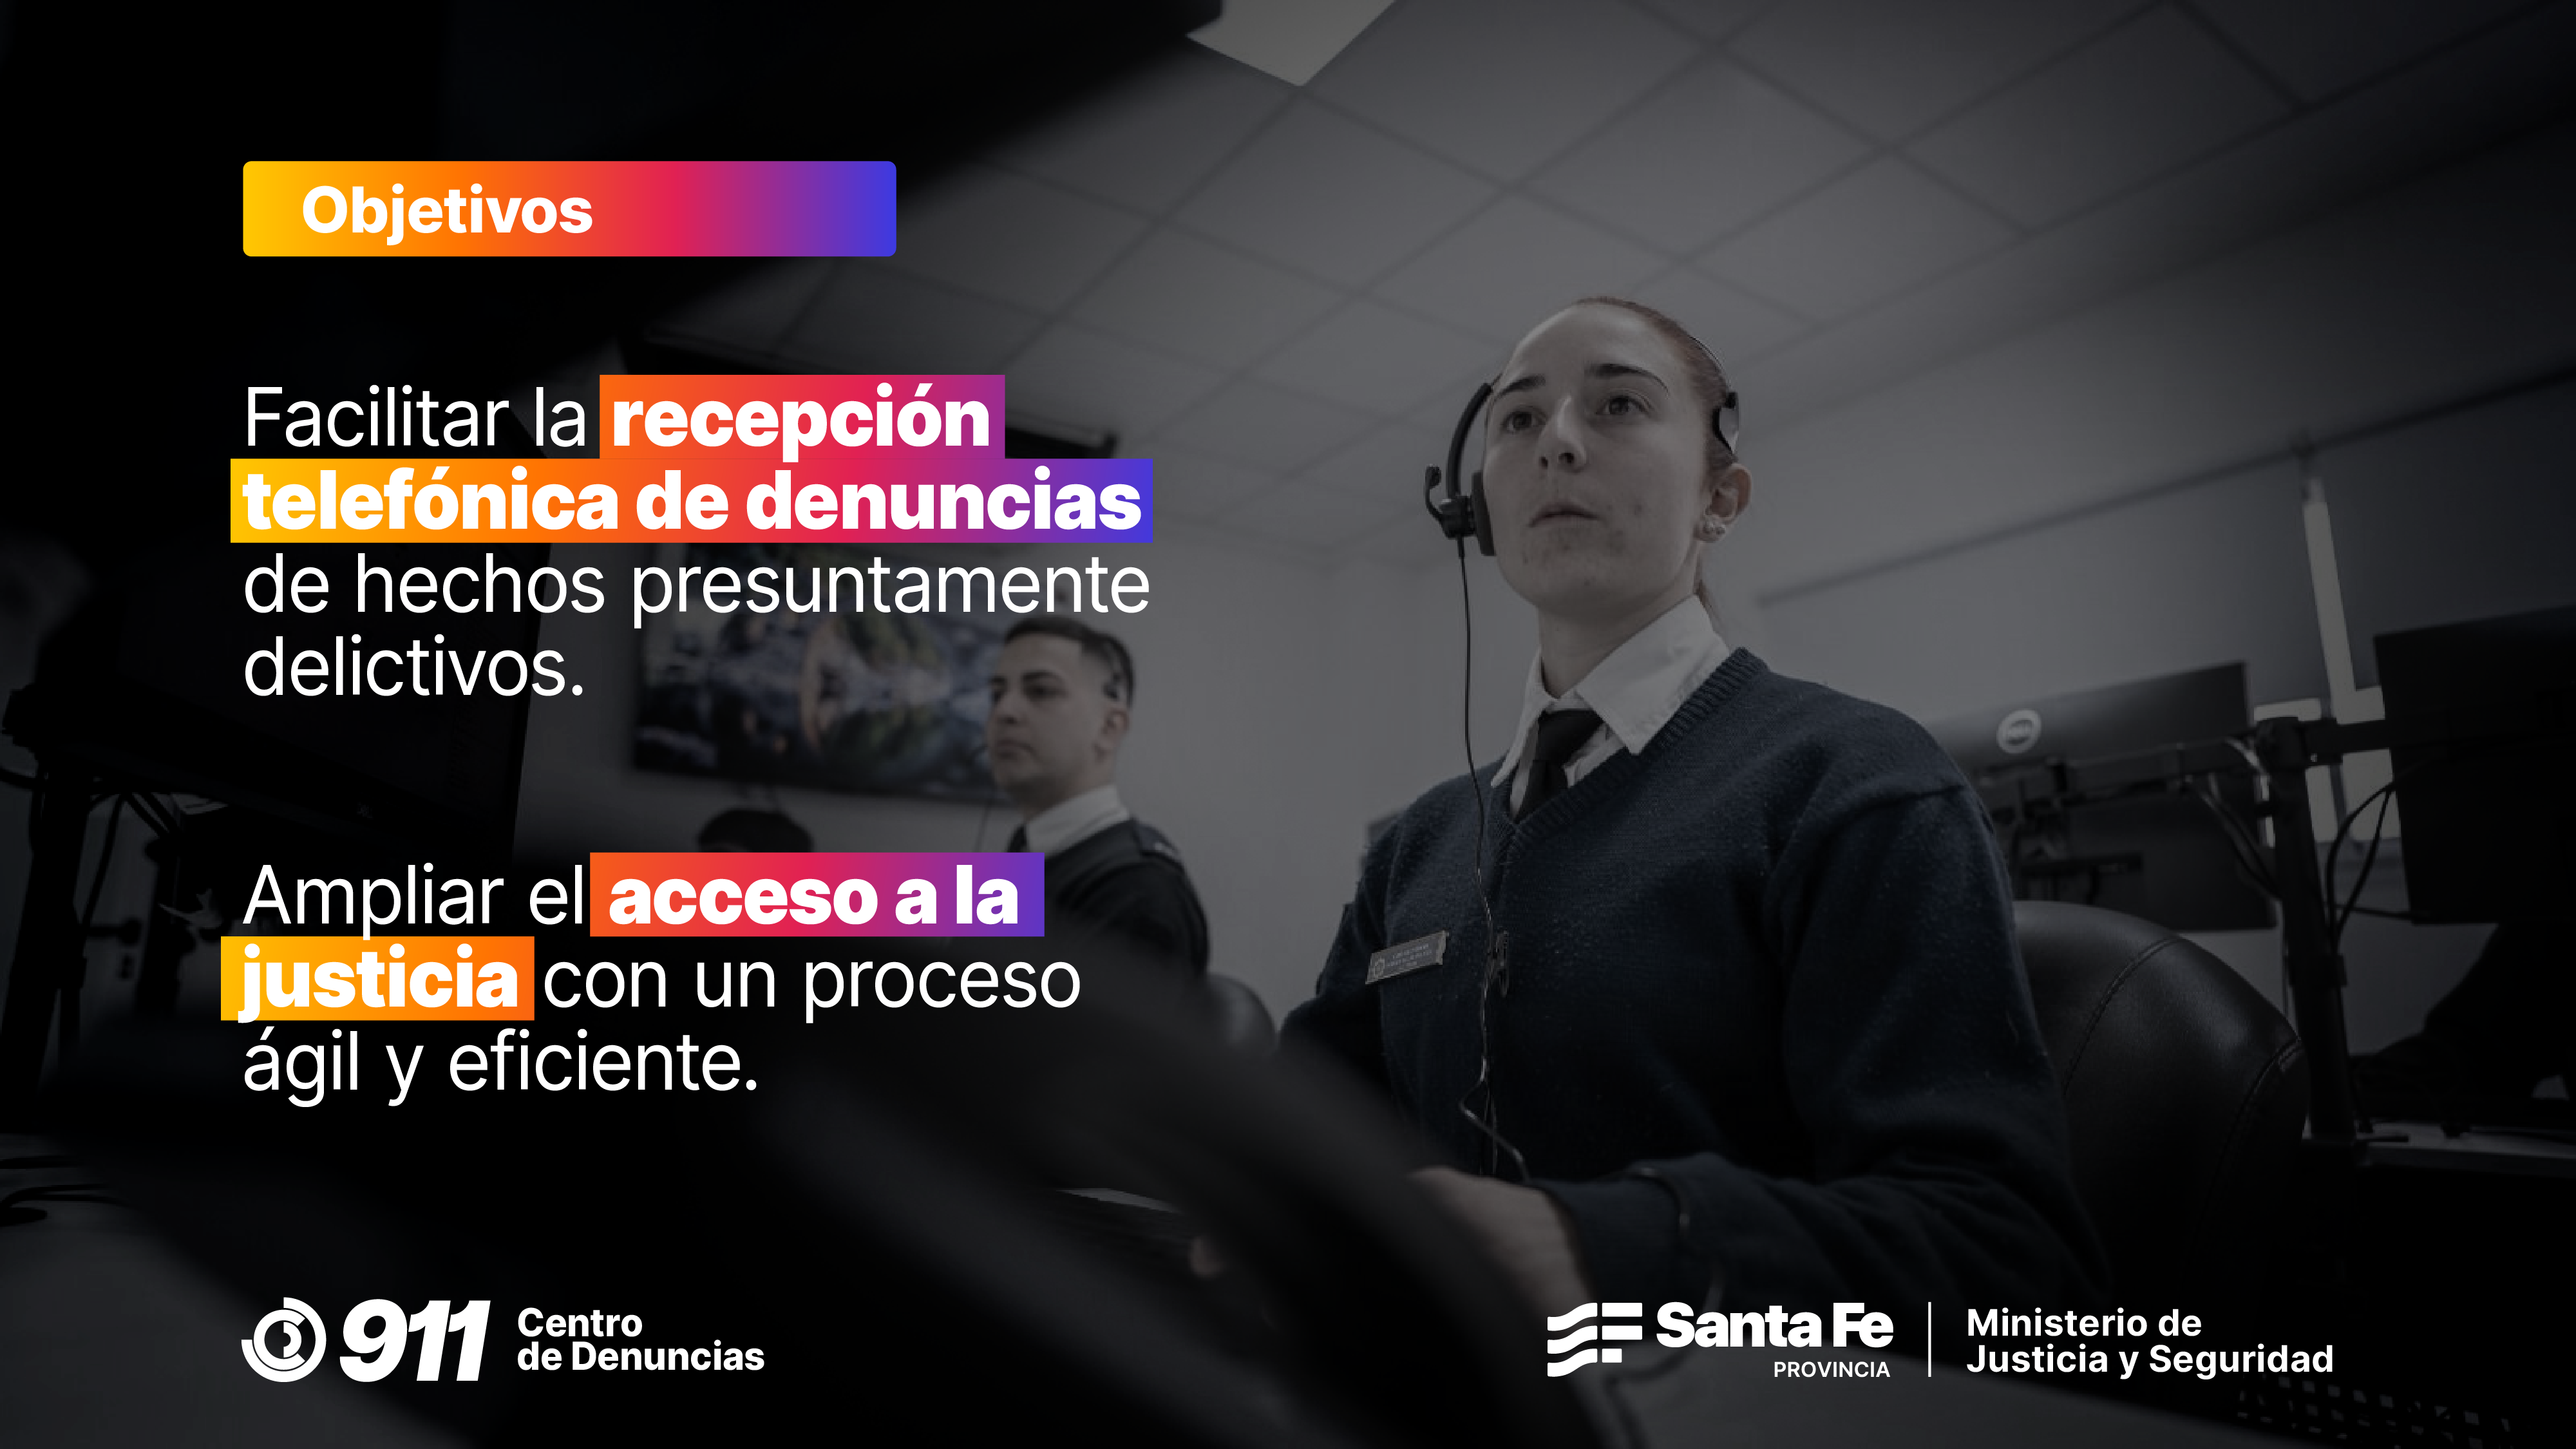 Objetivos
Facilitar la recepción
telefónica de denuncias
de hechos presuntamente
delictivos.
Ampliar el acceso a la
justicia con un proceso
ágil y eficiente.
911 Centro
de Denuncias
Santa Fe
PROVINCIA
Ministerio de
Justicia y Seguridad